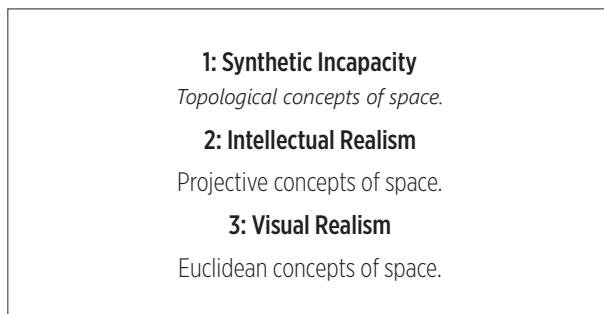 1: Synthetic Incapacity
Topological concepts of space.
2: Intellectual Realism
Projective concepts of space.
3: Visual Realism
Euclidean concepts of space.